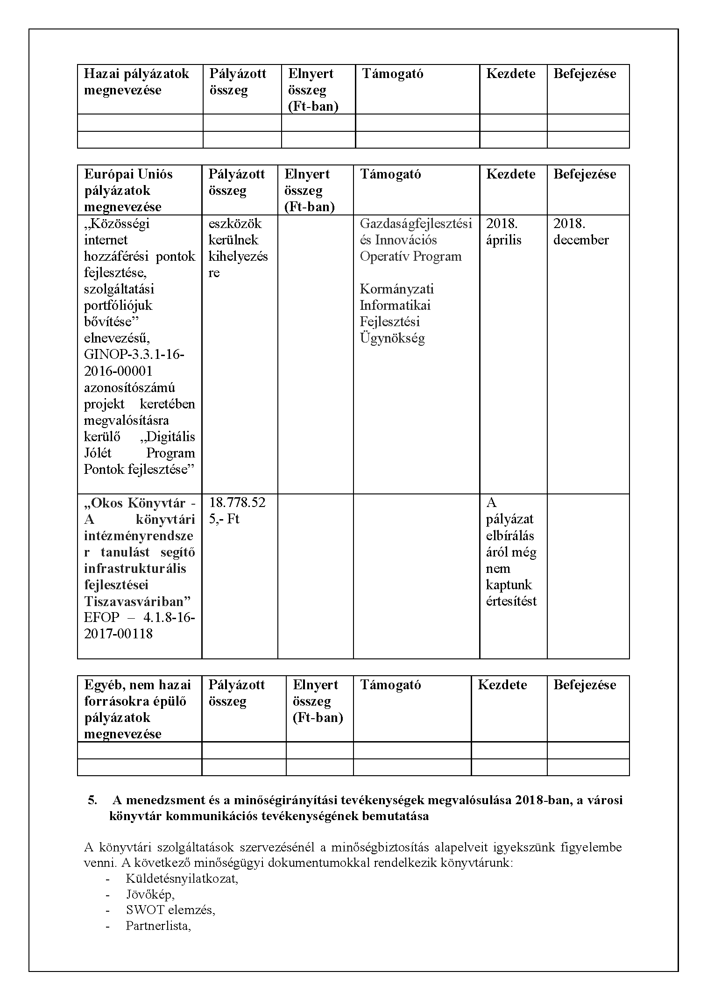 Hazai pályázatok megnevezése
Pályázott összeg
Elnyert összeg (Ft-ban)
Támogató
Kezdete
Befejezése
Európai Uniós pályázatok megnevezése
Pályázott összeg
Elnyert összeg (Ft-ban)
Támogató
Kezdete
Befejezése
„Közösségi
internet
hozzáférési pontok
fejlesztése,
szolgáltatási
portfóliójuk
bővítése”
elnevezésű,
GINOP-3.3.1-16-
2016-00001
azonosítószámú
projekt keretében
megvalósításra
kerülő „Digitális
Jólét Program
Pontok fejlesztése”
eszközök
kerülnek
kihelyezés
re
Gazdaságfejlesztési
és Innovációs
Operatív Program
Kormányzati
Informatikai
Fejlesztési
Ügynökség
2018.
április
2018.
december
„Okos Könyvtár -
A könyvtári
intézményrendsze
r tanulást segítő
infrastrukturális
fejlesztései
Tiszavasváriban”
EFOP – 4.1.8-16-
2017-00118
18.778.52
5,- Ft
A
pályázat
elbírálás
áról még
nem
kaptunk
értesítést
Egyéb, nem hazai
forrásokra épülő
pályázatok
megnevezése
Pályázott
összeg
Elnyert
összeg
(Ft-ban)
Támogató
Kezdete
Befejezése
5. A menedzsment és a minőségirányítási tevékenységek megvalósulása 2018-ban, a városi
könyvtár kommunikációs tevékenységének bemutatása
A könyvtári szolgáltatások szervezésénél a minőségbiztosítás alapelveit igyekszünk figyelembe
venni. A következő minőségügyi dokumentumokkal rendelkezik könyvtárunk:
- Küldetésnyilatkozat,
- Jövőkép,
- SWOT elemzés,
- Partnerlista,